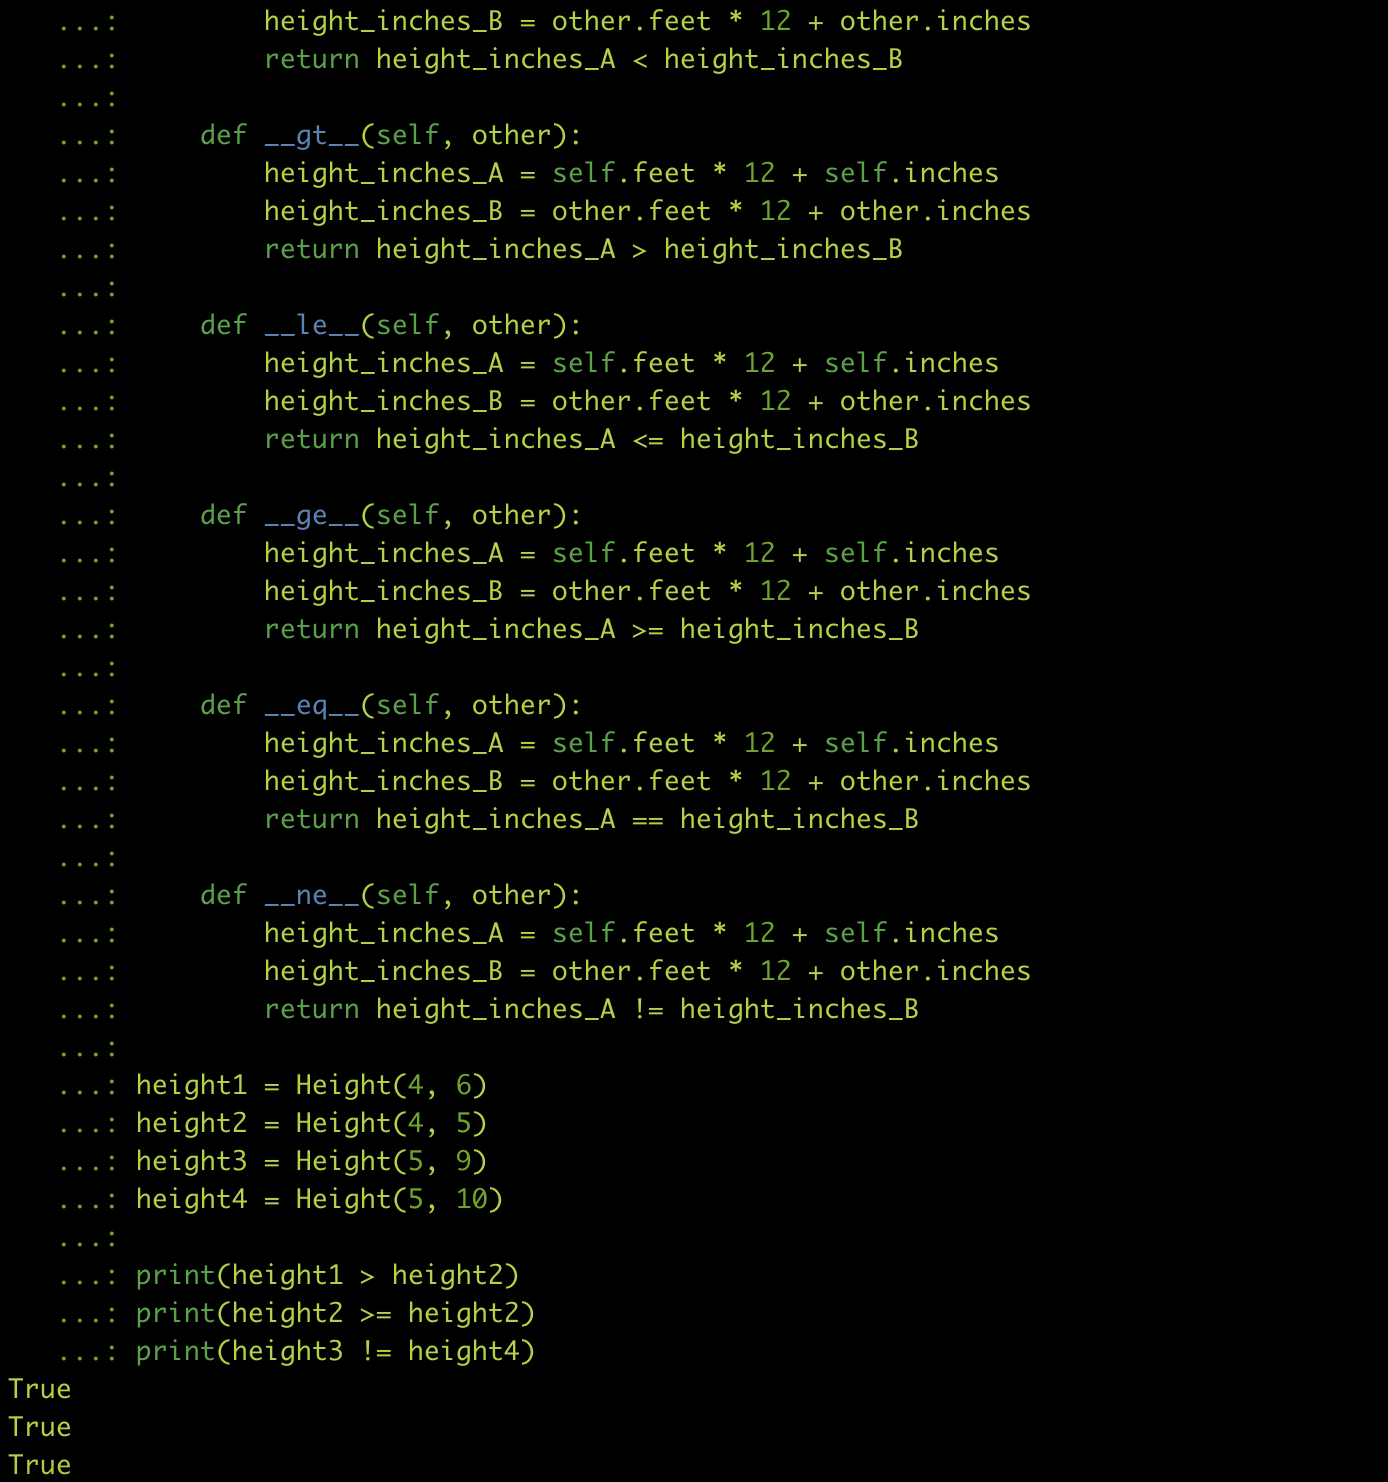 ...:         height_inches_B = other.feet * 12 + other.inches
...:         return height_inches_A < height_inches_B
...:
...:     def __gt__(self, other):
...:         height_inches_A = self.feet * 12 + self.inches
...:         height_inches_B = other.feet * 12 + other.inches
...:         return height_inches_A > height_inches_B
...:
...:     def __le__(self, other):
...:         height_inches_A = self.feet * 12 + self.inches
...:         height_inches_B = other.feet * 12 + other.inches
...:         return height_inches_A <= height_inches_B
...:
...:     def __ge__(self, other):
...:         height_inches_A = self.feet * 12 + self.inches
...:         height_inches_B = other.feet * 12 + other.inches
...:         return height_inches_A >= height_inches_B
...:
...:     def __eq__(self, other):
...:         height_inches_A = self.feet * 12 + self.inches
...:         height_inches_B = other.feet * 12 + other.inches
...:         return height_inches_A == height_inches_B
...:
...:     def __ne__(self, other):
...:         height_inches_A = self.feet * 12 + self.inches
...:         height_inches_B = other.feet * 12 + other.inches
...:         return height_inches_A != height_inches_B
...:
...: height1 = Height(4, 6)
...: height2 = Height(4, 5)
...: height3 = Height(5, 9)
...: height4 = Height(5, 10)
...:
...: print(height1 > height2)
...: print(height2 >= height2)
...: print(height3 != height4)
True
True
True